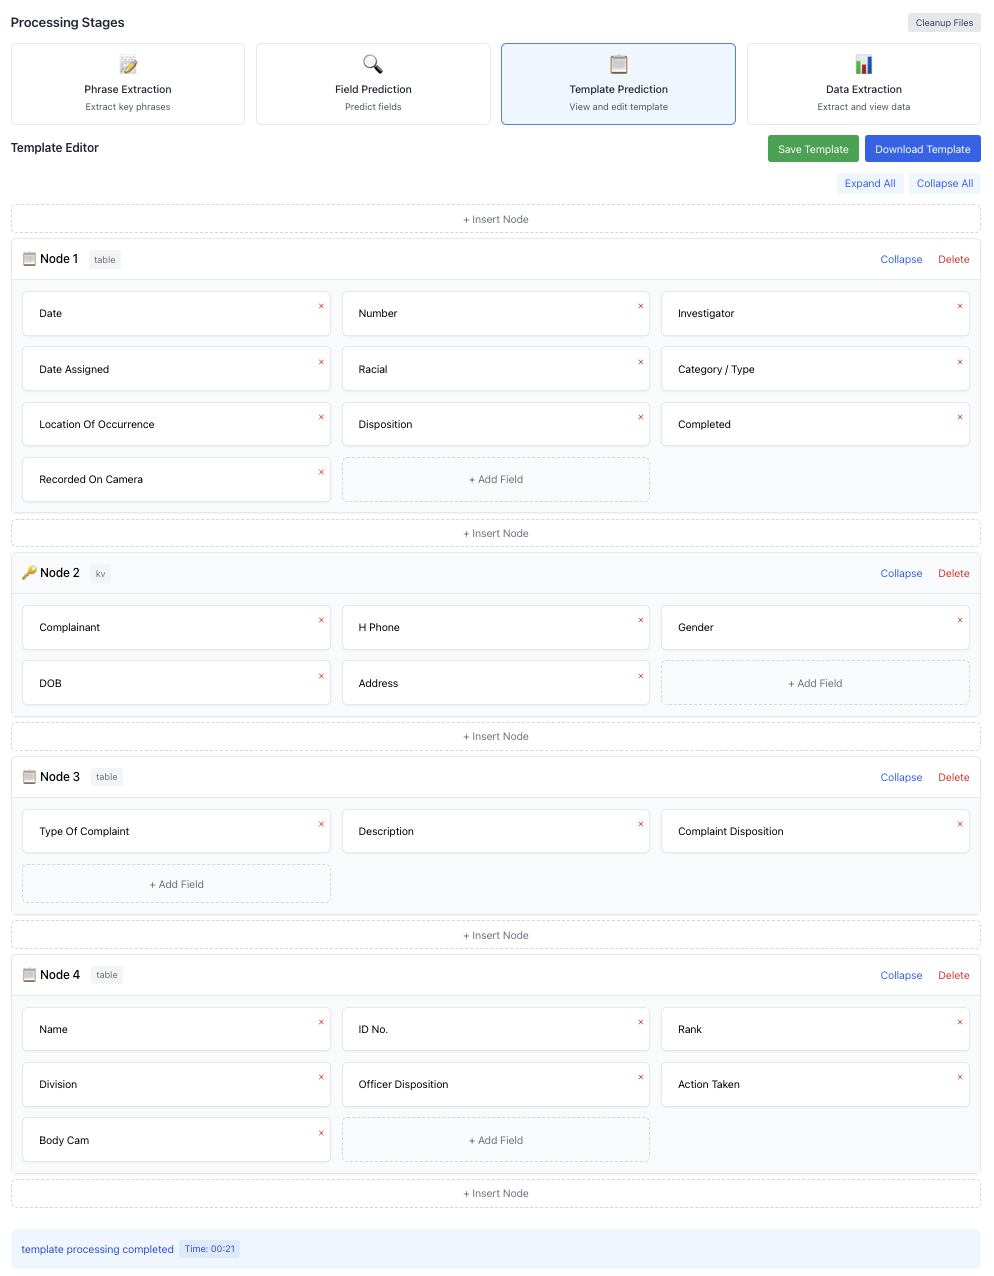 Processing Stages
Cleanup Files
Phrase Extraction
Extract key phrases
Field Prediction
Predict fields
Template Prediction
View and edit template
Data Extraction
Extract and view data
Template Editor
Save Template
Download Template
Expand All
Collapse All
+ Insert Node
Node 1
table
Collapse
Delete
Date
×
Number
×
Investigator
×
Date Assigned
×
Racial
×
Category / Type
×
Location Of Occurrence
×
Disposition
×
Completed
×
Recorded On Camera
×
+ Add Field
+ Insert Node
Node 2
kv
Collapse
Delete
Complainant
×
H Phone
×
Gender
×
DOB
×
Address
×
+ Add Field
+ Insert Node
Node 3
table
Collapse
Delete
Type Of Complaint
×
Description
×
Complaint Disposition
×
+ Add Field
+ Insert Node
Node 4
table
Collapse
Delete
Name
×
ID No.
×
Rank
×
Division
×
Officer Disposition
×
Action Taken
×
Body Cam
×
+ Add Field
+ Insert Node
template processing completed
Time: 00:21